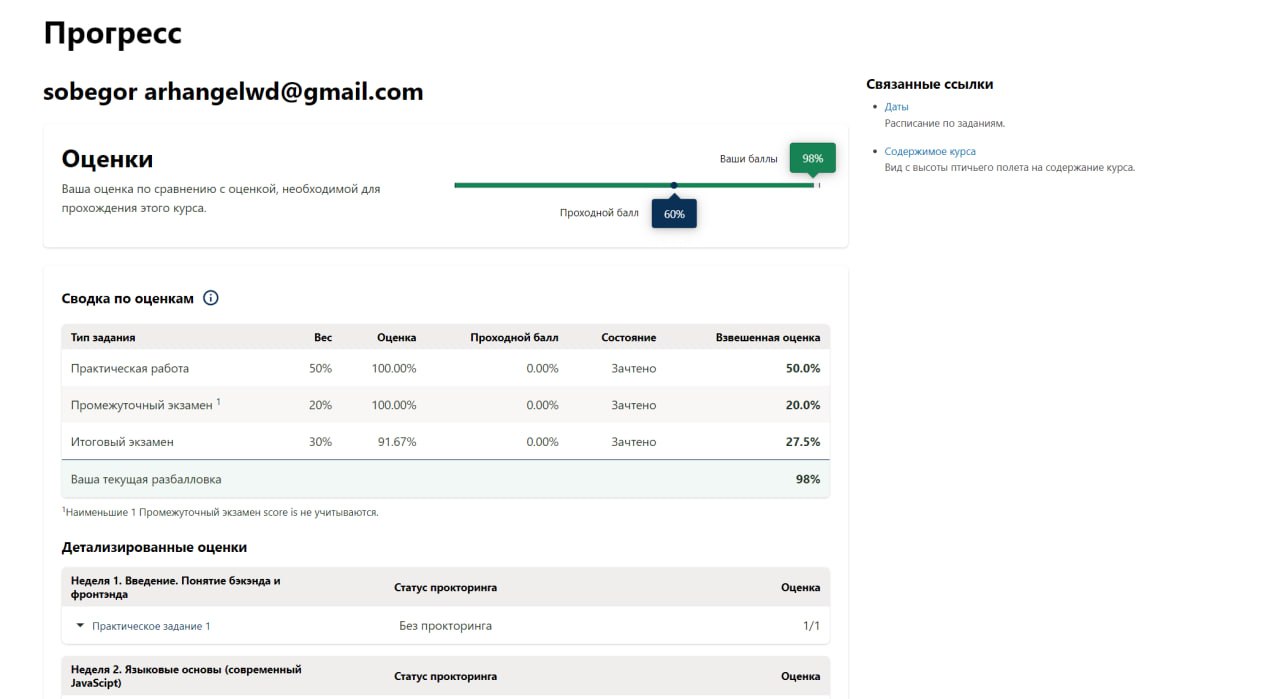 Прогресс
sobegor arhangelwd@gmail.com
Оценки
Ваша оценка по сравнению с оценкой, необходимой для
прохождения этого курса.
Ваши баллы 98%
Проходной балл 60%
Связанные ссылки
Даты
Расписание по заданиям.
Содержимое курса
Вид с высоты птичьего полета на содержание курса.
Сводка по оценкам
Тип задания Вес Оценка Проходной балл Состояние Взвешенная оценка
Практическая работа 50% 100.00% 0.00% Зачтено 50.0%
Промежуточный экзамен 1 20% 100.00% 0.00% Зачтено 20.0%
Итоговый экзамен 30% 91.67% 0.00% Зачтено 27.5%
Ваша текущая разбалловка 98%
1Наименьшие 1 Промежуточный экзамен score is не учитываются.
Детализированные оценки
Неделя 1. Введение. Понятие бэкэнда и
фронтэнда Статус прокторинга Оценка
Практическое задание 1 Без прокторинга 1/1
Неделя 2. Языковые основы (современный
JavaScipt) Статус прокторинга Оценка